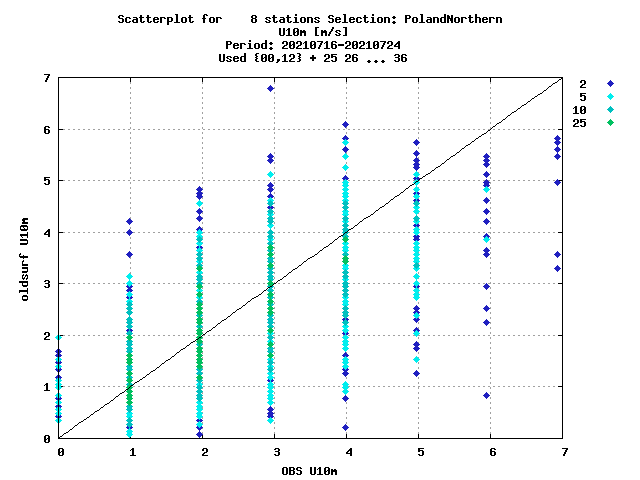 Scatterplot for    8 stations Selection: PolandNorthern
U10m [m/s]
Period: 20210716-20210724
Used {00,12} + 25 26 ... 36
7
6
5
4
3
2
1
0
oldsurf U10m
0 1 2 3 4 5 6 7
OBS U10m
2
5
10
25